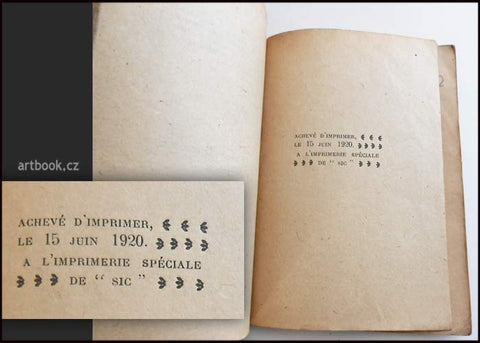 ACHEVÉ D'IMPRIMER,
LE 15 JUIN 1920.
A L'IMPRIMERIE SPÉCIALE
DE “ SIC ”
artbook.cz
ACHEVÉ D'IMPRIMER,
LE 15 JUIN 1920.
A L'IMPRIMERIE SPÉCIALE
DE “ SIC ”